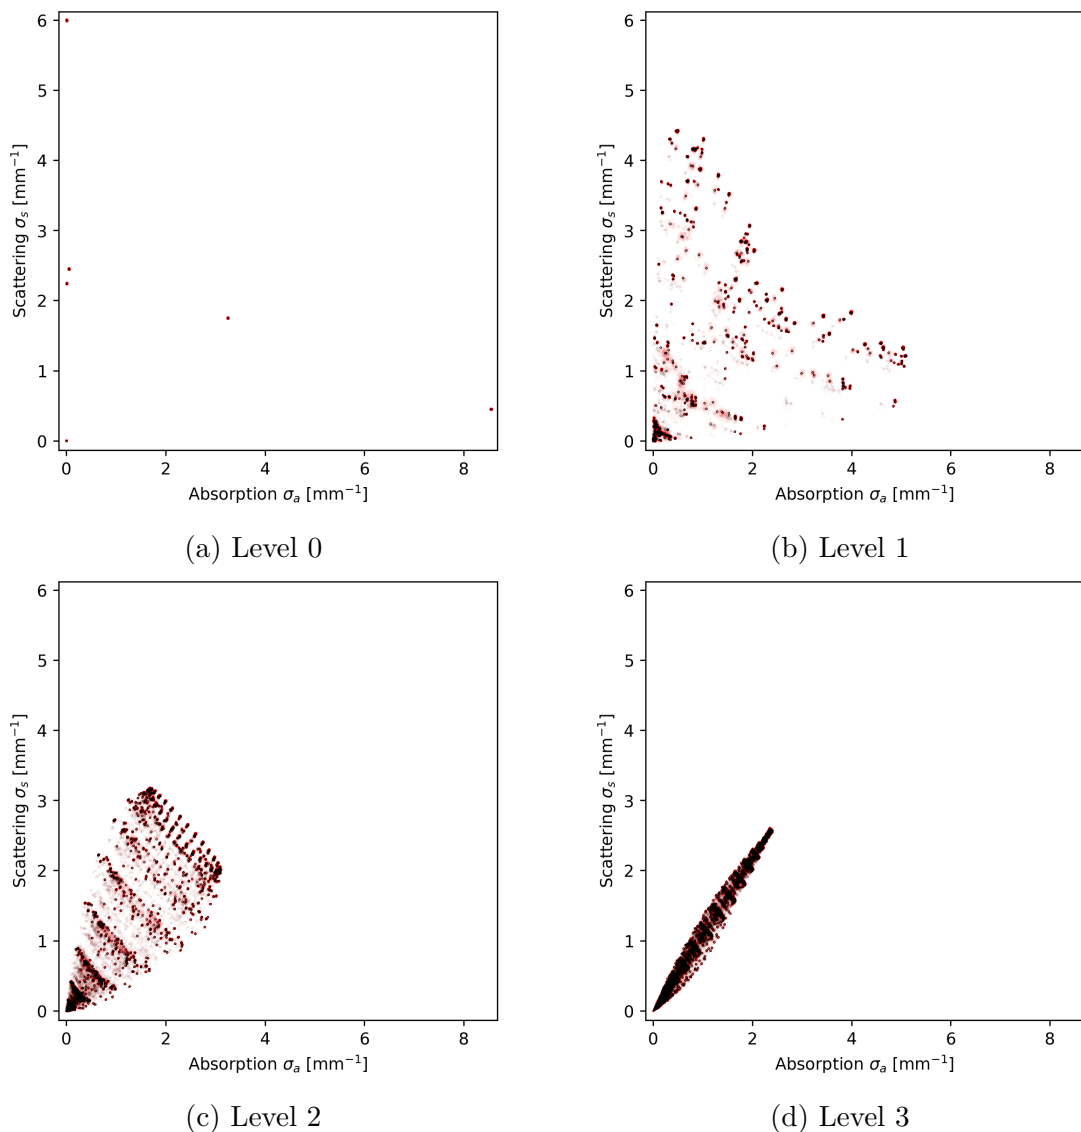 6
5
4
3
2
1
0
Scattering σₛ [mm⁻¹]
0 2 4 6 8
Absorption σₐ [mm⁻¹]
(a) Level 0
6
5
4
3
2
1
0
Scattering σₛ [mm⁻¹]
0 2 4 6 8
Absorption σₐ [mm⁻¹]
(b) Level 1
6
5
4
3
2
1
0
Scattering σₛ [mm⁻¹]
0 2 4 6 8
Absorption σₐ [mm⁻¹]
(c) Level 2
6
5
4
3
2
1
0
Scattering σₛ [mm⁻¹]
0 2 4 6 8
Absorption σₐ [mm⁻¹]
(d) Level 3